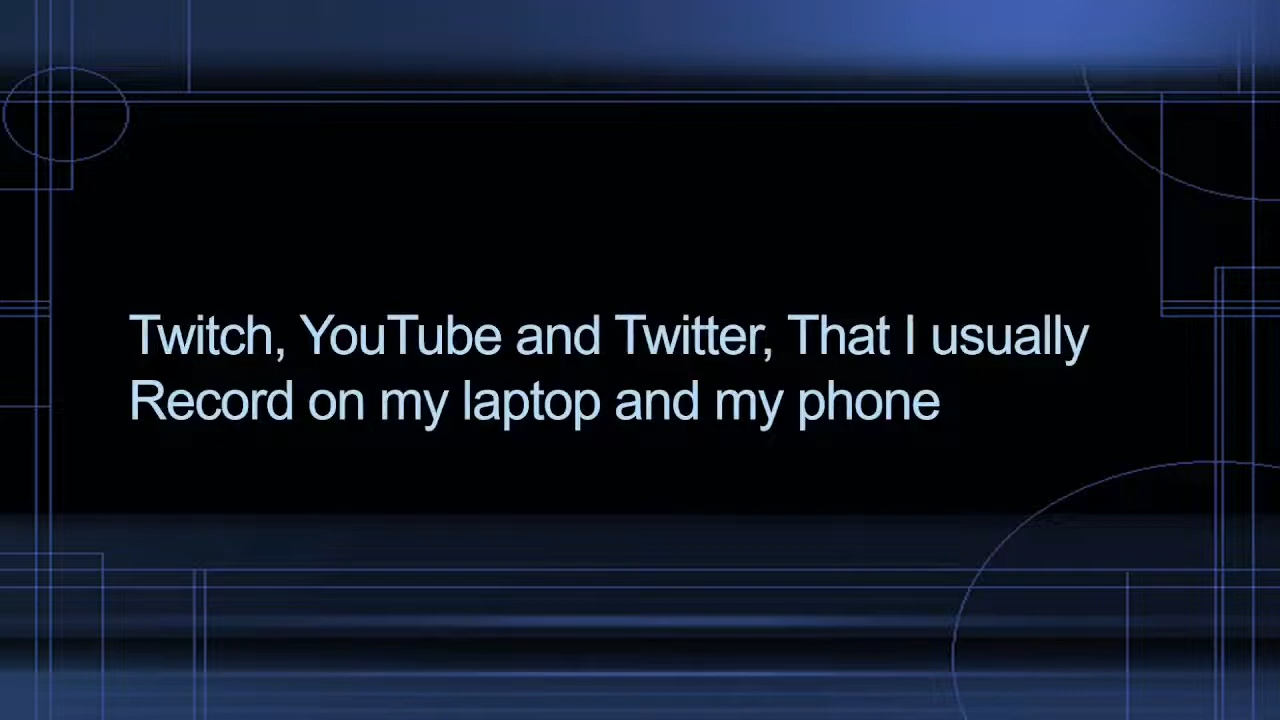 Twitch, YouTube and Twitter, That I usually
Record on my laptop and my phone